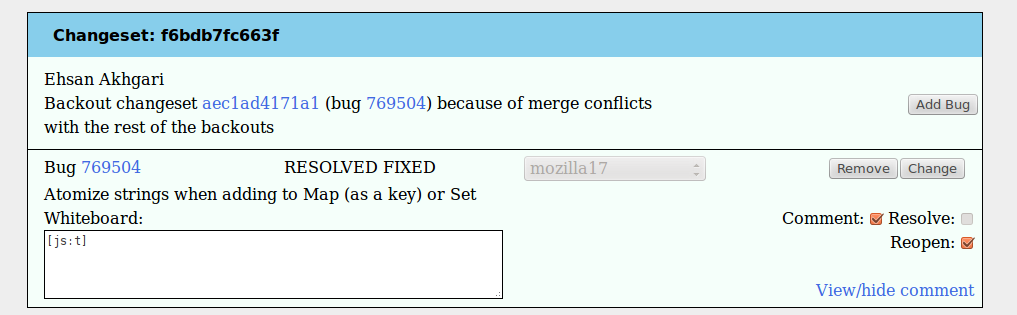 Changeset: f6bdb7fc663f
Ehsan Akhgari
Backout changeset aec1ad4171a1 (bug 769504) because of merge conflicts
with the rest of the backouts
Add Bug
Bug 769504 RESOLVED FIXED mozilla17 Remove Change
Atomize strings when adding to Map (as a key) or Set
Whiteboard: Comment: Resolve:
[js:t]
Reopen:
View/hide comment